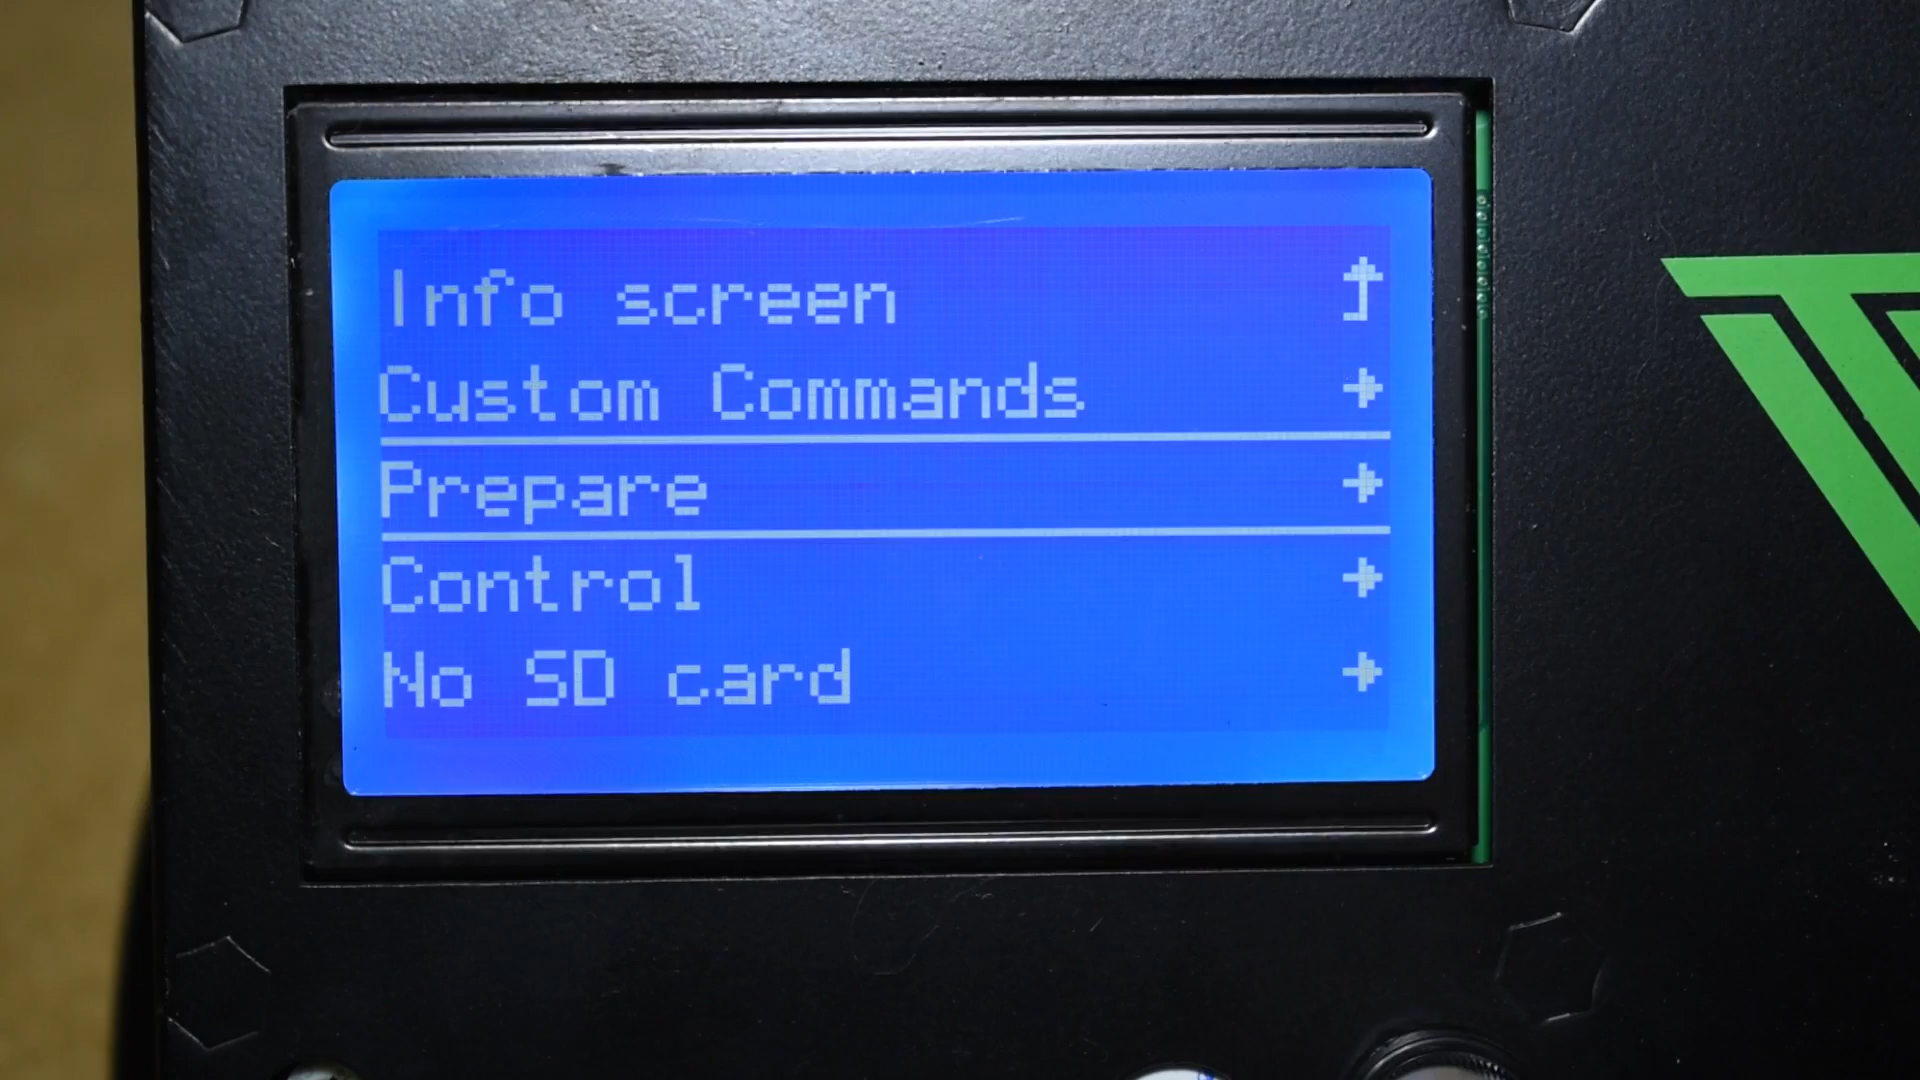 Info screen
Custom Commands
Prepare
Control
No SD card